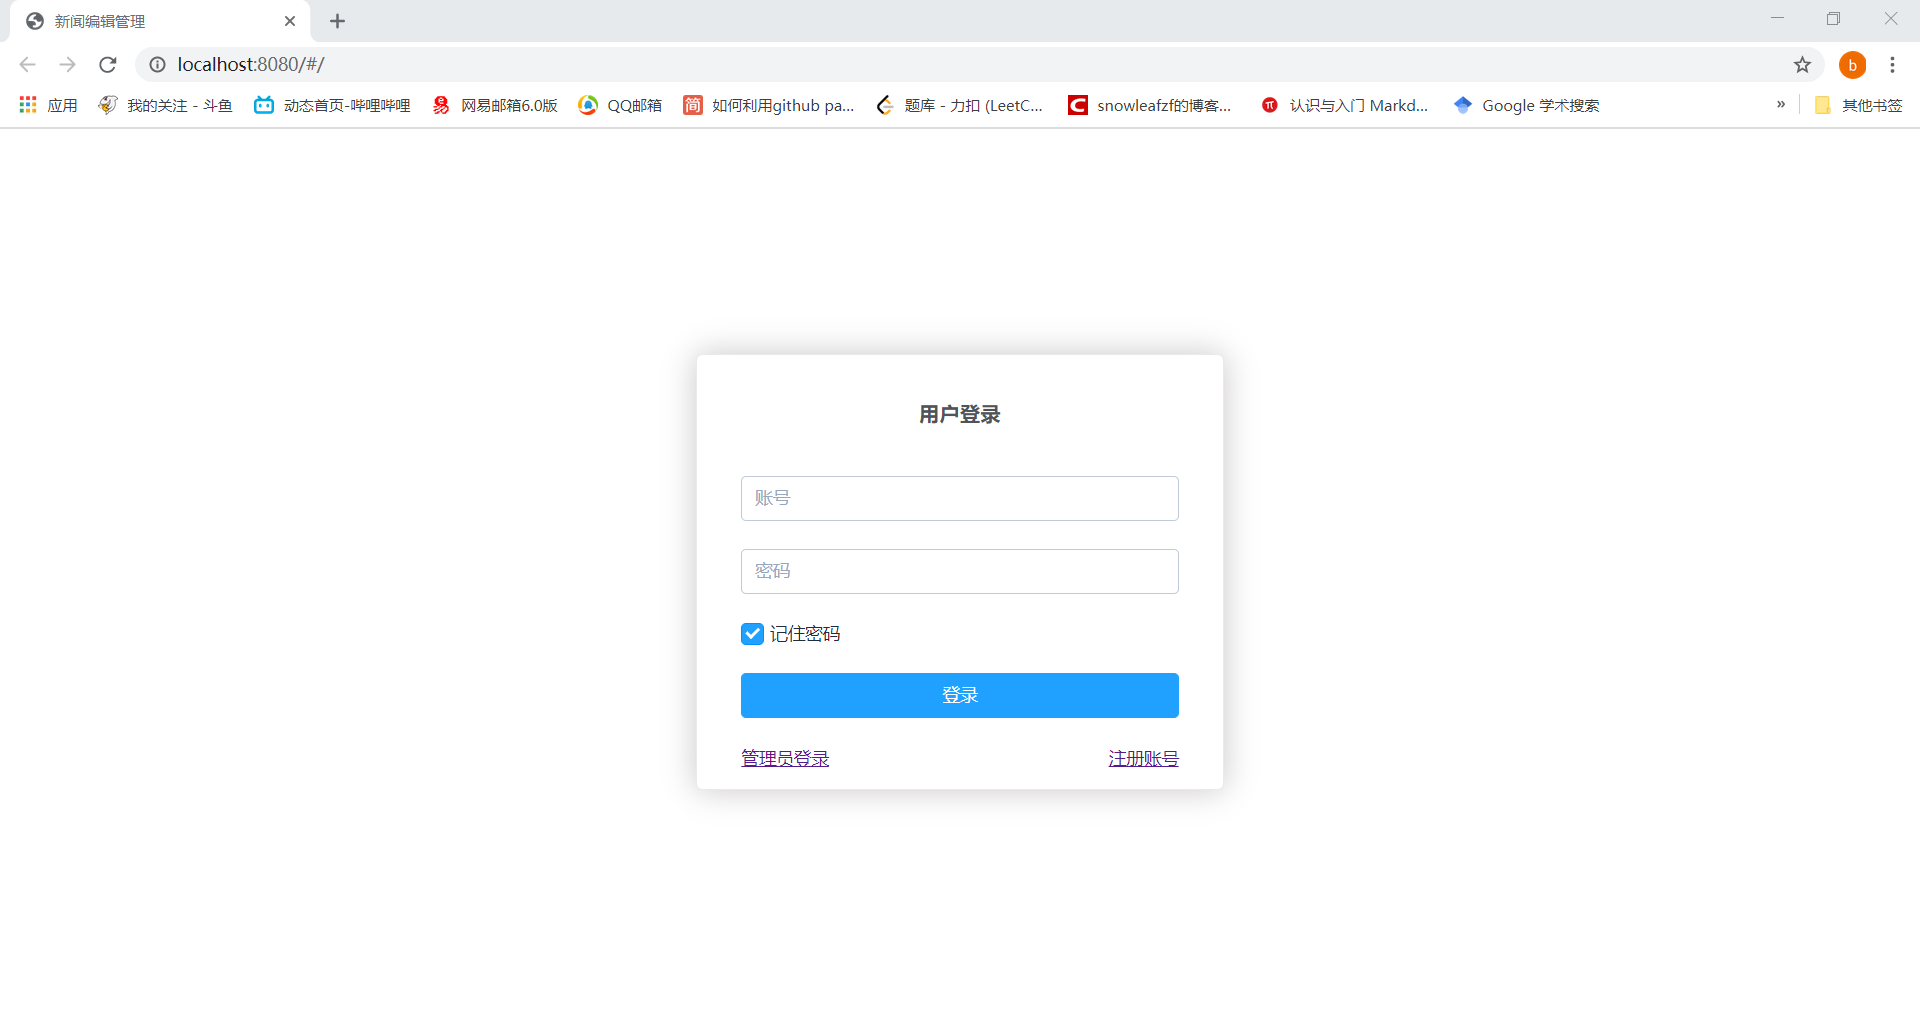 新闻编辑管理
localhost:8080/#/
b
应用 我的关注 - 斗鱼 动态首页-哔哩哔哩 网易邮箱6.0版 QQ邮箱 简 如何利用github pa... 题库 - 力扣 (LeetC... C snowleafzf的博客... π 认识与入门 Markd... Google 学术搜索 » 其他书签
用户登录
账号
密码
记住密码
登录
管理员登录 注册账号